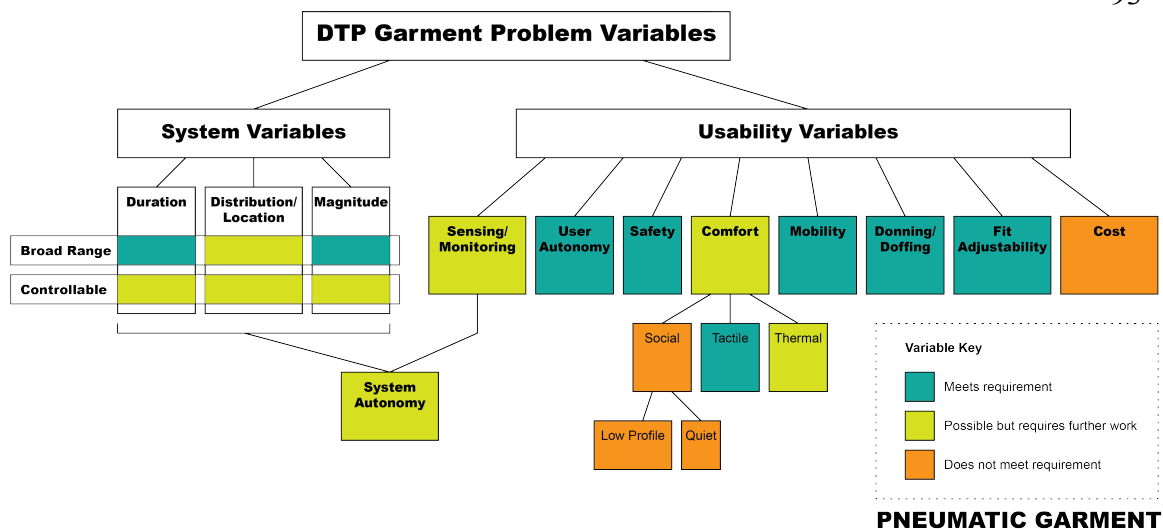 DTP Garment Problem Variables
System Variables
Usability Variables
Duration
Distribution/
Location
Magnitude
Broad Range
Controllable
Sensing/
Monitoring
User
Autonomy
Safety
Comfort
Mobility
Donning/
Doffing
Fit
Adjustability
Cost
Social
Tactile
Thermal
Low Profile
Quiet
System
Autonomy
Variable Key
Meets requirement
Possible but requires further work
Does not meet requirement
PNEUMATIC GARMENT